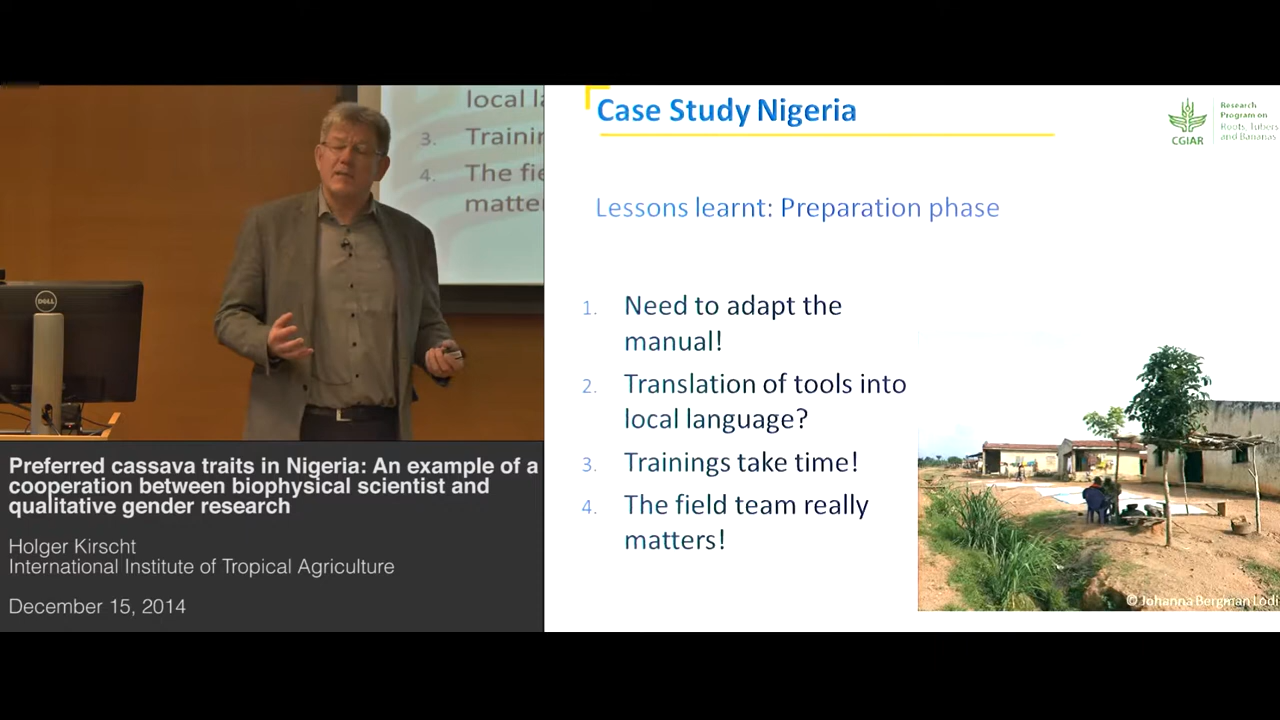 local la
3. Trainin
4. The fie
matte
DELL
Preferred cassava traits in Nigeria: An example of a
cooperation between biophysical scientist and
qualitative gender research
Holger Kirscht
International Institute of Tropical Agriculture
December 15, 2014
Case Study Nigeria
CGIAR
Research
Program on
Roots, Tubers
and Bananas
Lessons learnt: Preparation phase
1. Need to adapt the
manual!
2. Translation of tools into
local language?
3. Trainings take time!
4. The field team really
matters!
© Johanna Bergman Lodi